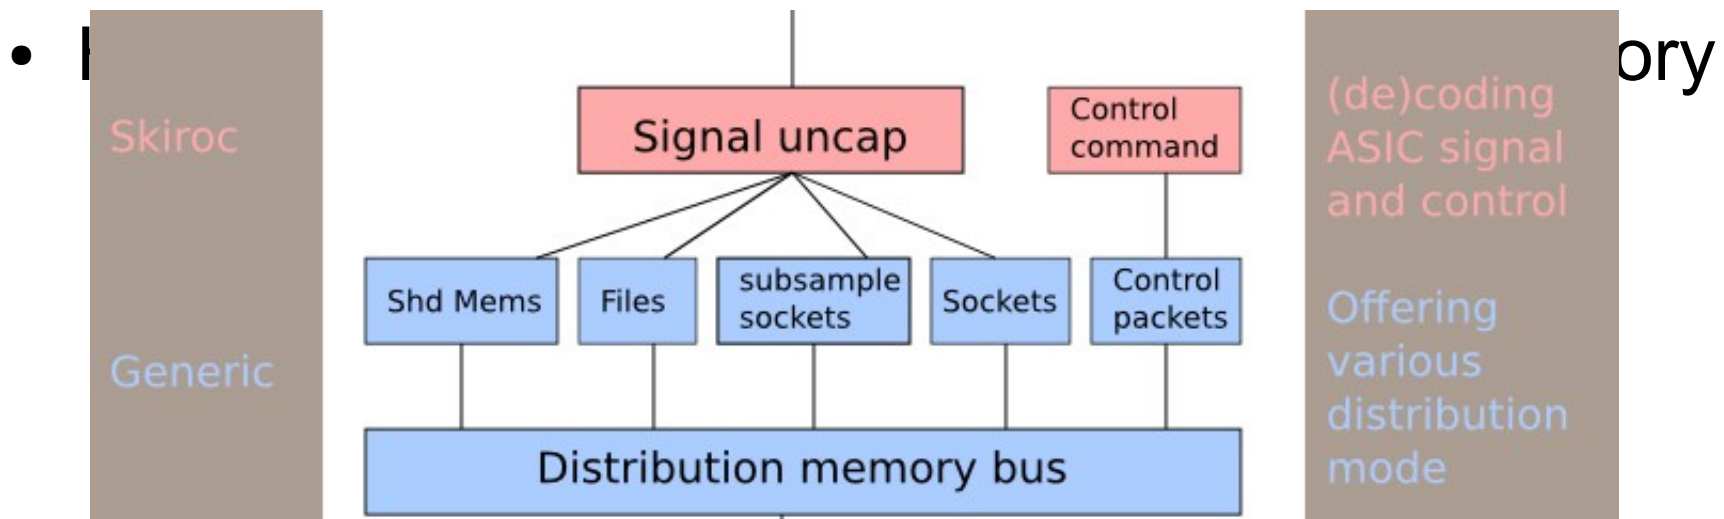 •
Skiroc
Generic
Signal uncap
Control
command
Shd Mems
Files
subsample
sockets
Sockets
Control
packets
Distribution memory bus
(de)coding
ASIC signal
and control
Offering
various
distribution
mode